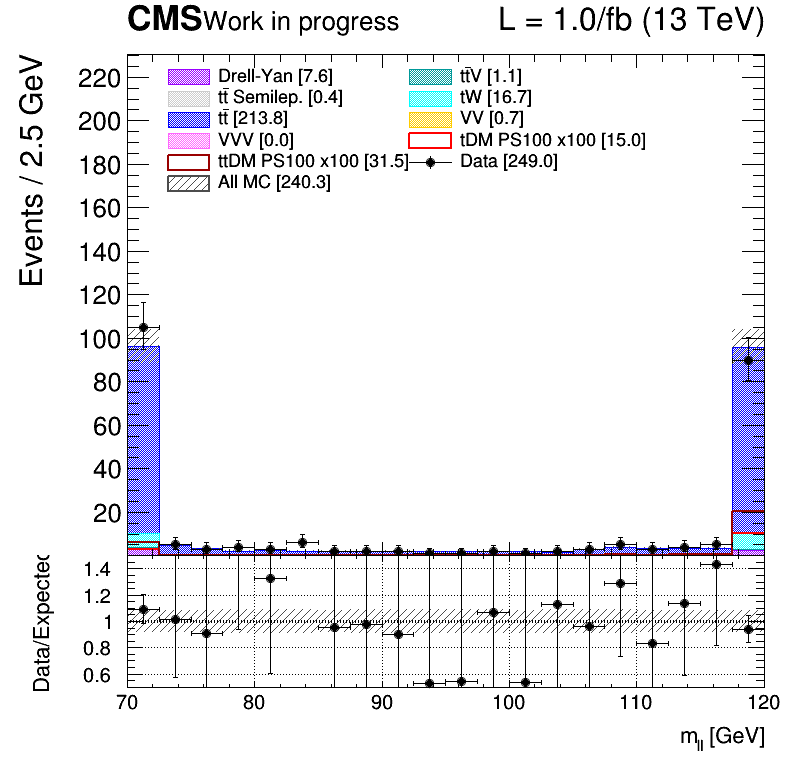 CMS Work in progress L = 1.0/fb (13 TeV)
Events / 2.5 GeV
220
200
180
160
140
120
100
80
60
40
20
Drell-Yan [7.6]
tt̄ Semilep. [0.4]
tt̄ [213.8]
VVV [0.0]
ttDM PS100 x100 [31.5]
All MC [240.3]
tt̄V [1.1]
tW [16.7]
VV [0.7]
tDM PS100 x100 [15.0]
Data [249.0]
Data/Expected
1.4
1.2
1
0.8
0.6
70 80 90 100 110 120
m_ll [GeV]